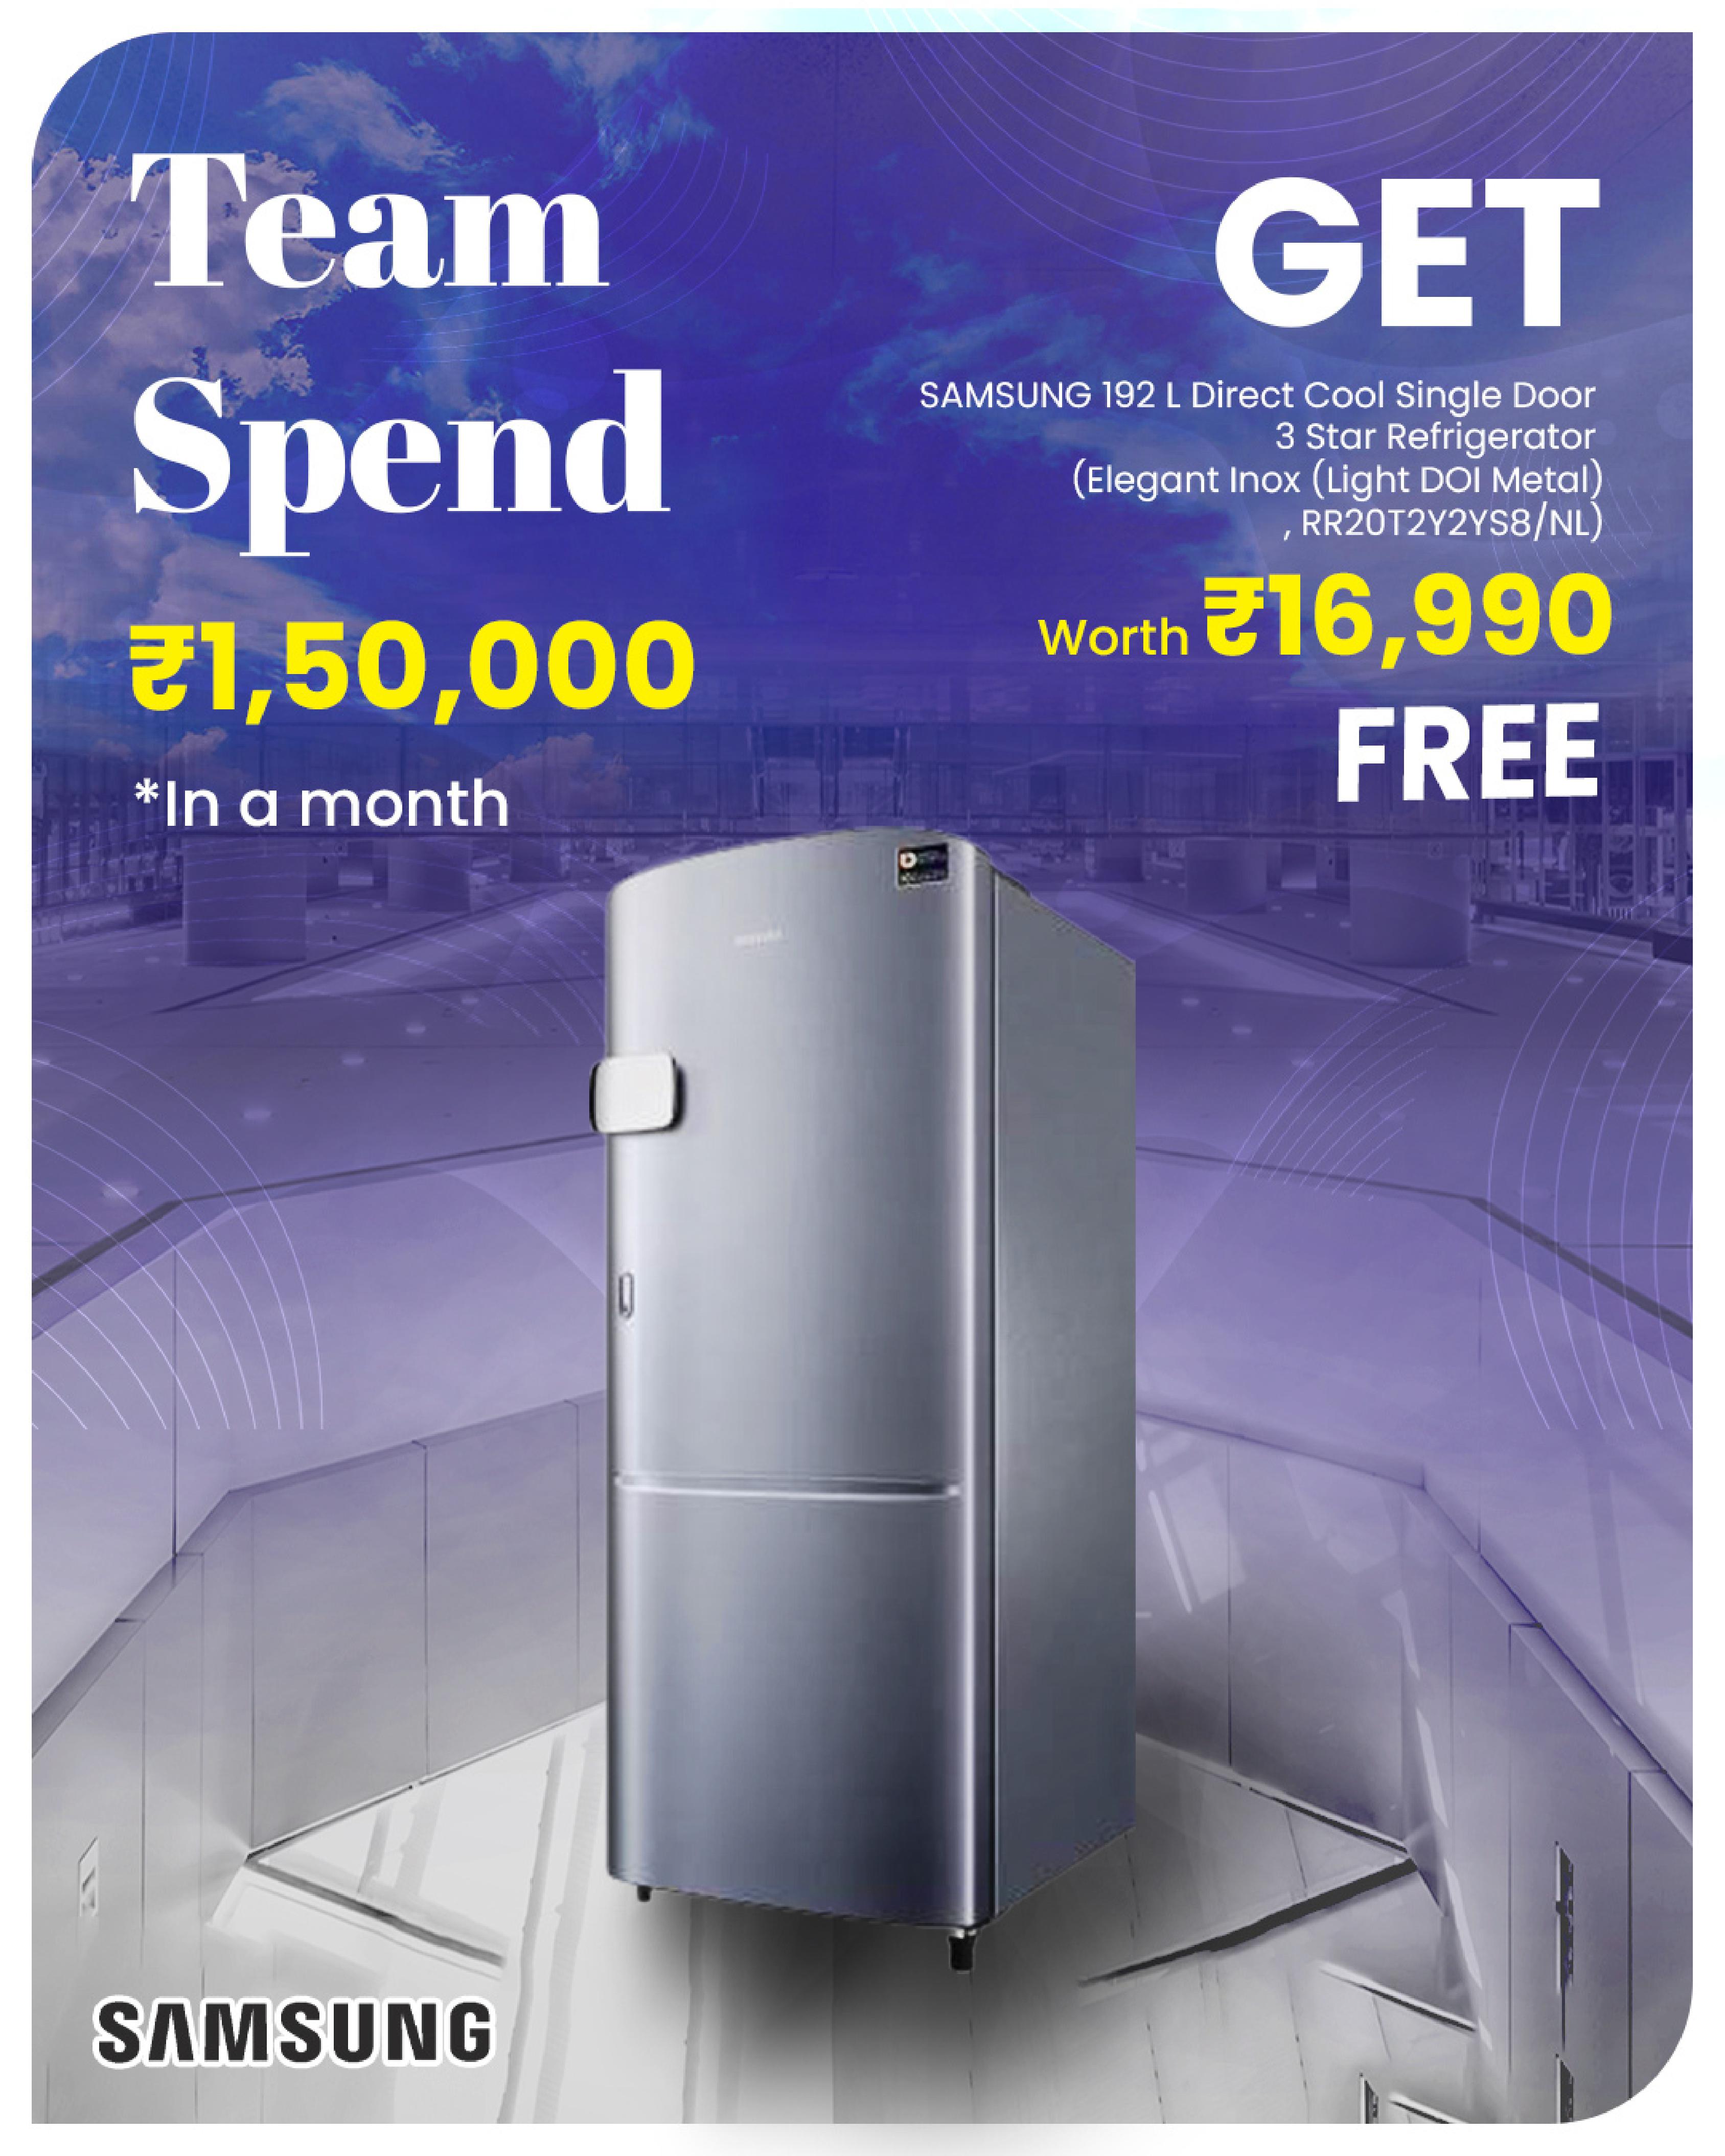 Team
Spend
₹1,50,000
*In a month
GET
SAMSUNG 192 L Direct Cool Single Door
3 Star Refrigerator
(Elegant Inox (Light DOI Metal)
, RR20T2Y2YS8/NL)
Worth ₹16,990
FREE
SAMSUNG